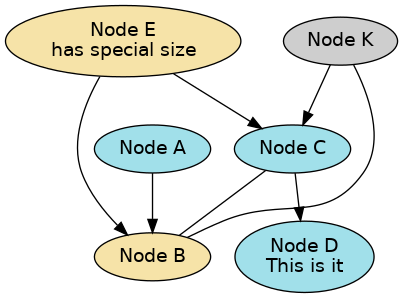 Node E
has special size
Node K
Node A
Node C
Node B
Node D
This is it